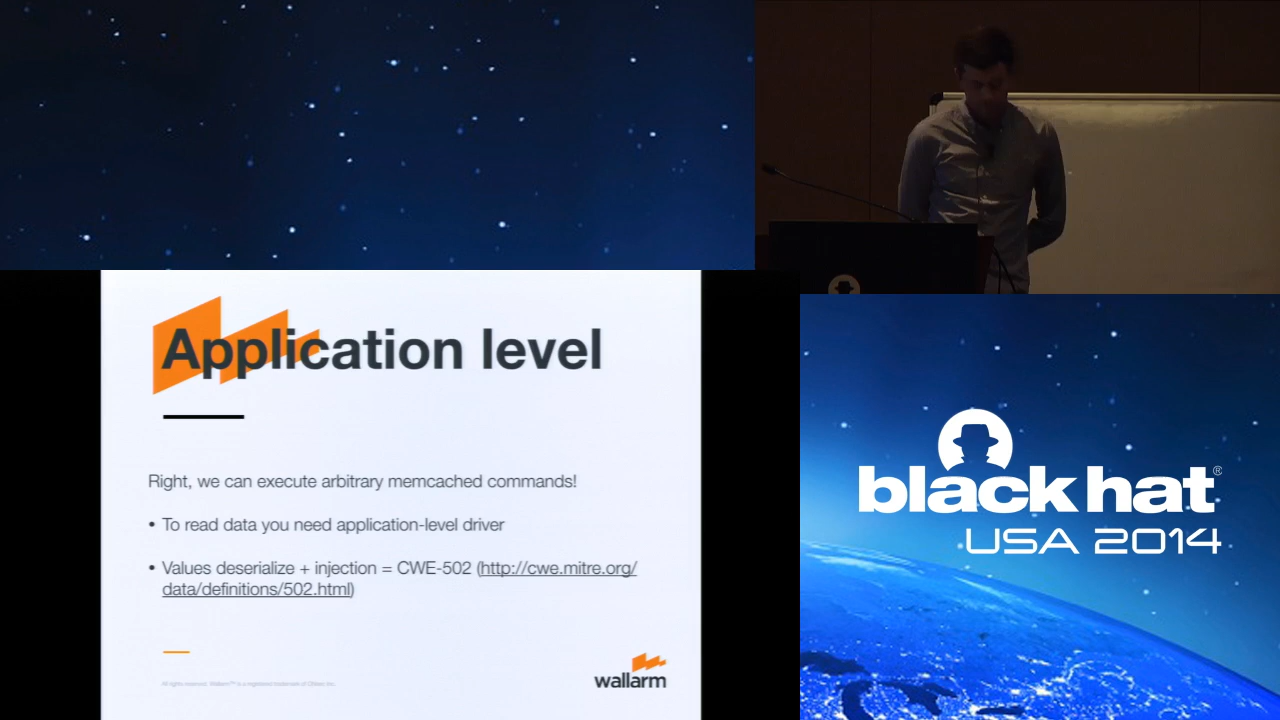 Application level
Right, we can execute arbitrary memcached commands!
• To read data you need application-level driver
• Values deserialize + injection = CWE-502 (http://cwe.mitre.org/
data/definitions/502.html)
wallarm
black hat®
USA 2014